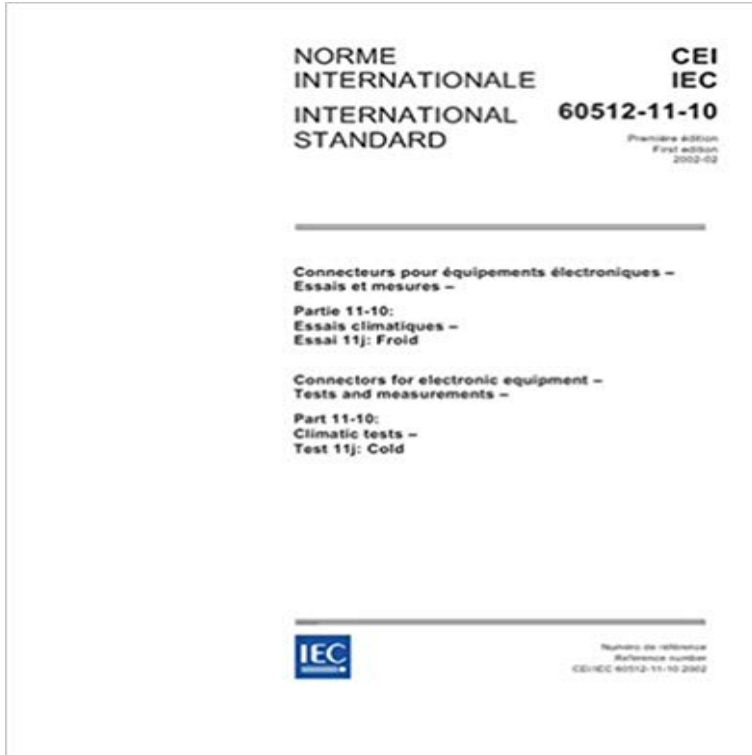 NORME
INTERNATIONALE
INTERNATIONAL
STANDARD
CEI
IEC
60512-11-10
Première édition
First edition
2002-02
Connecteurs pour équipements électroniques –
Essais et mesures –
Partie 11-10:
Essais climatiques –
Essai 11j: Froid
Connectors for electronic equipment –
Tests and measurements –
Part 11-10:
Climatic tests –
Test 11j: Cold
IEC
Numéro de référence
Reference number
CEI/IEC 60512-11-10:2002